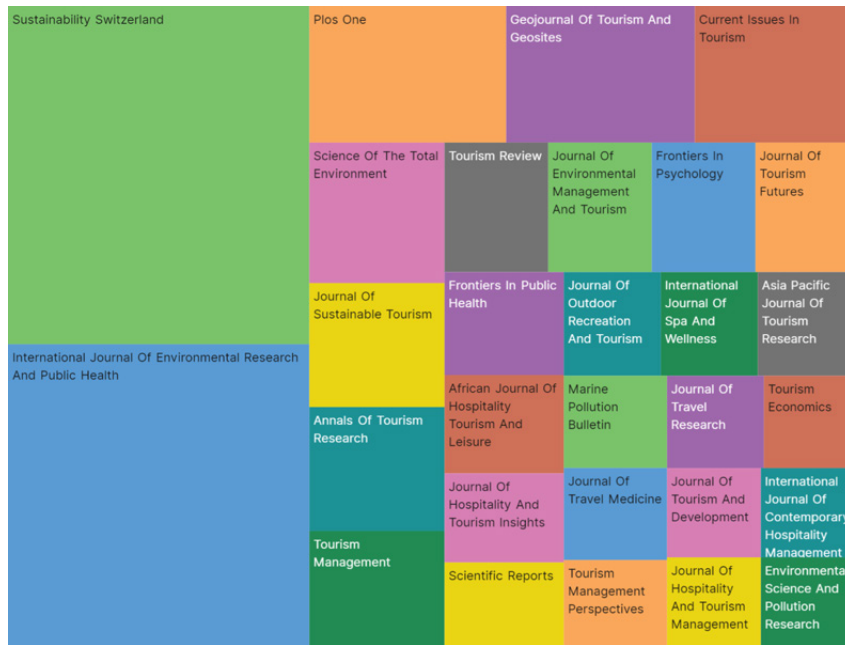 Sustainability Switzerland
Plos One
Geojournal Of Tourism And
Geosites
Current Issues In
Tourism
Science Of The Total
Environment
Tourism Review
Journal Of
Environmental
Management
And Tourism
Frontiers In
Psychology
Journal Of
Tourism
Futures
Journal Of
Sustainable Tourism
Frontiers In Public
Health
Journal Of
Outdoor
Recreation
And Tourism
International
Journal Of
Spa And
Wellness
Asia Pacific
Journal Of
Tourism
Research
International Journal Of Environmental Research
And Public Health
Annals Of Tourism
Research
African Journal Of
Hospitality
Tourism And
Leisure
Marine
Pollution
Bulletin
Journal Of
Travel
Research
Tourism
Economics
Journal Of
Hospitality And
Tourism Insights
Journal Of
Travel Medicine
Journal Of
Tourism And
Development
International
Journal Of
Contemporary
Hospitality
Management
Tourism
Management
Scientific Reports
Tourism
Management
Perspectives
Journal Of
Hospitality
And Tourism
Management
Environmenta
Science And
Pollution
Research